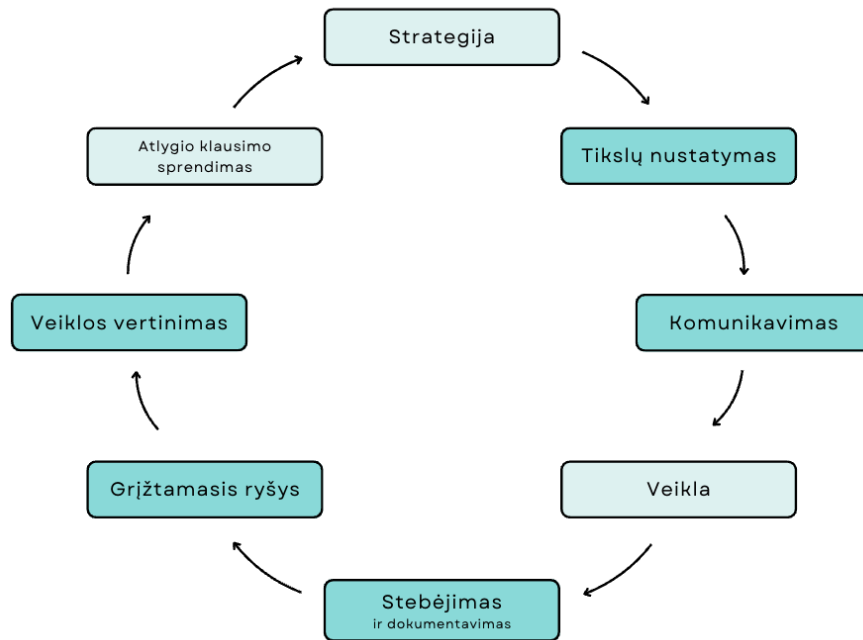 Strategija
Tikslų nustatymas
Komunikavimas
Veikla
Stebėjimas
ir dokumentavimas
Grįžtamasis ryšys
Veiklos vertinimas
Atlygio klausimo
sprendimas